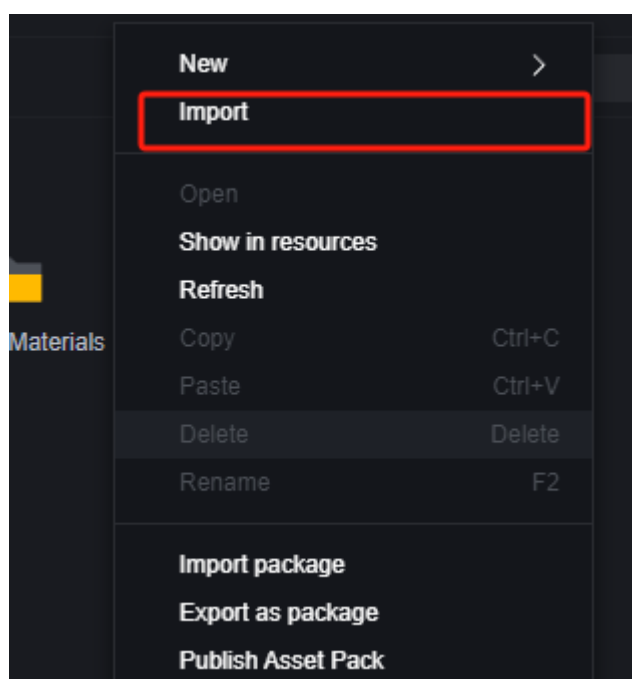 New
Import
Open
Show in resources
Refresh
Materials
Copy Ctrl+C
Paste Ctrl+V
Delete Delete
Rename F2
Import package
Export as package
Publish Asset Pack